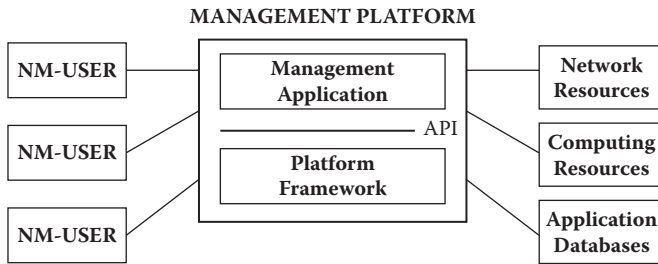 MANAGEMENT PLATFORM
NM-USER
NM-USER
NM-USER
Management
Application
API
Platform
Framework
Network
Resources
Computing
Resources
Application
Databases